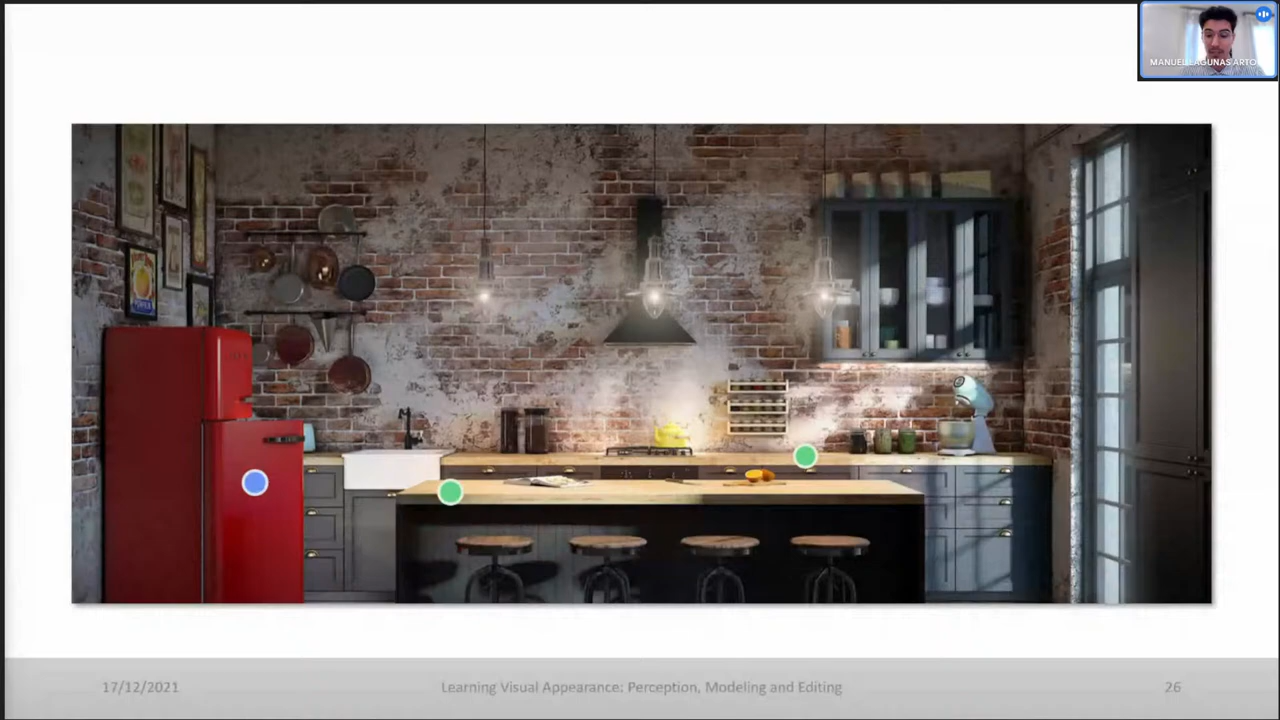 MANUEL LAGUNAS ARTO
17/12/2021
Learning Visual Appearance: Perception, Modeling and Editing
26